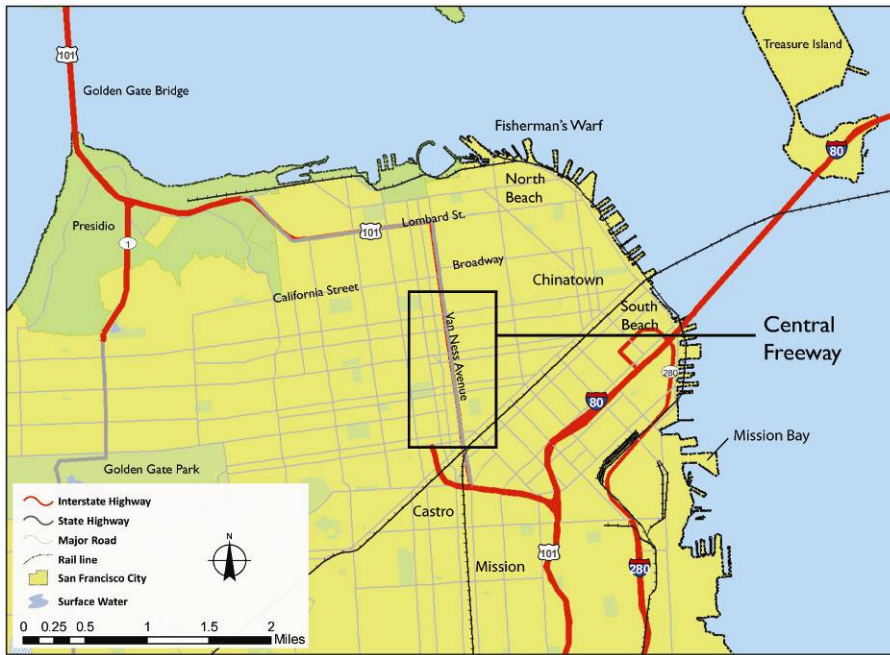 101
Golden Gate Bridge
Treasure Island
Fisherman's Warf
80
North
Beach
Presidio
1
101
Lombard St.
Broadway
California Street
Chinatown
South
Beach
Van Ness Avenue
Central
Freeway
280
80
Mission Bay
Golden Gate Park
Castro
101
Mission
280
Interstate Highway
State Highway
Major Road
Rail line
San Francisco City
Surface Water
N
0 0.25 0.5 1 1.5 2
Miles